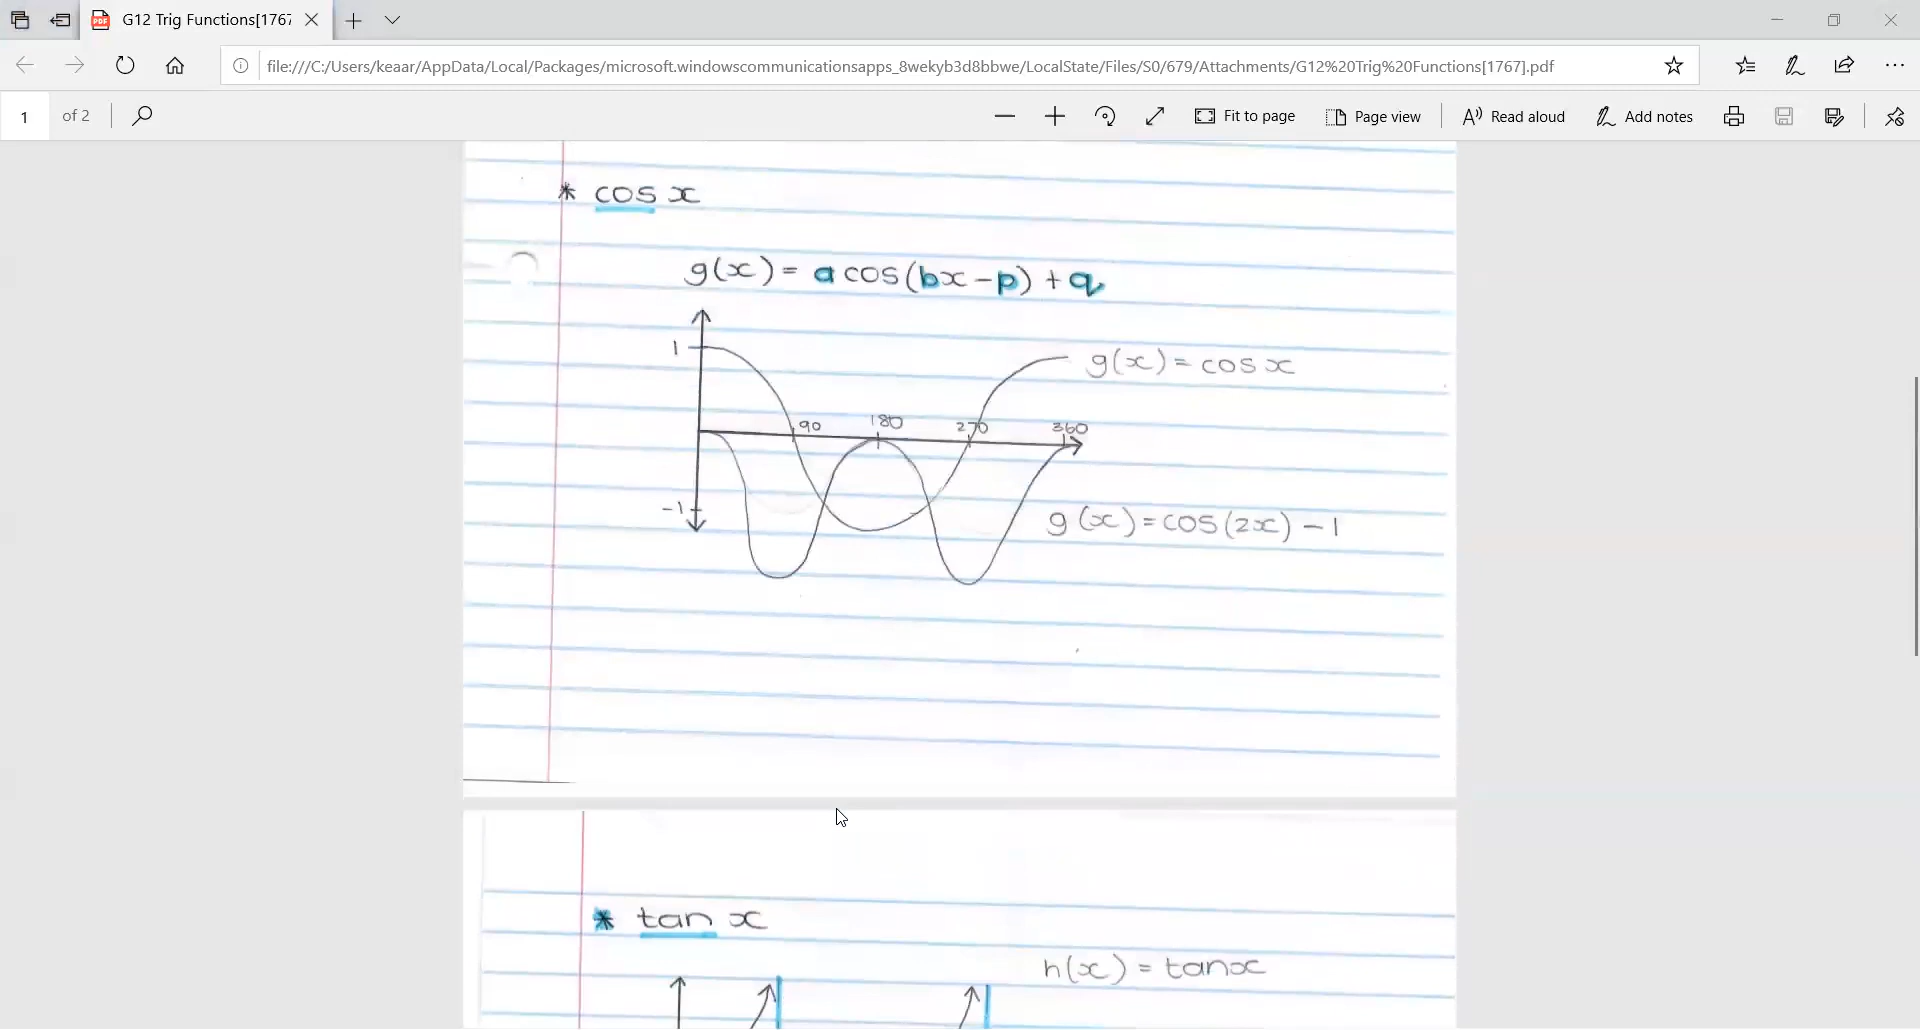 G12 Trig Functions[1767
file:///C:/Users/keaar/AppData/Local/Packages/microsoft.windowscommunicationsapps_8wekyb3d8bbwe/LocalState/Files/S0/679/Attachments/G12%20Trig%20Functions[1767].pdf
1 of 2 Fit to page Page view Read aloud Add notes
* cos x
g(x) = a cos(bx - p) + q
1
g(x) = cos x
90 180 270 360
-1
g(x) = cos(2x) - 1
* tan x
h(x) = tan x